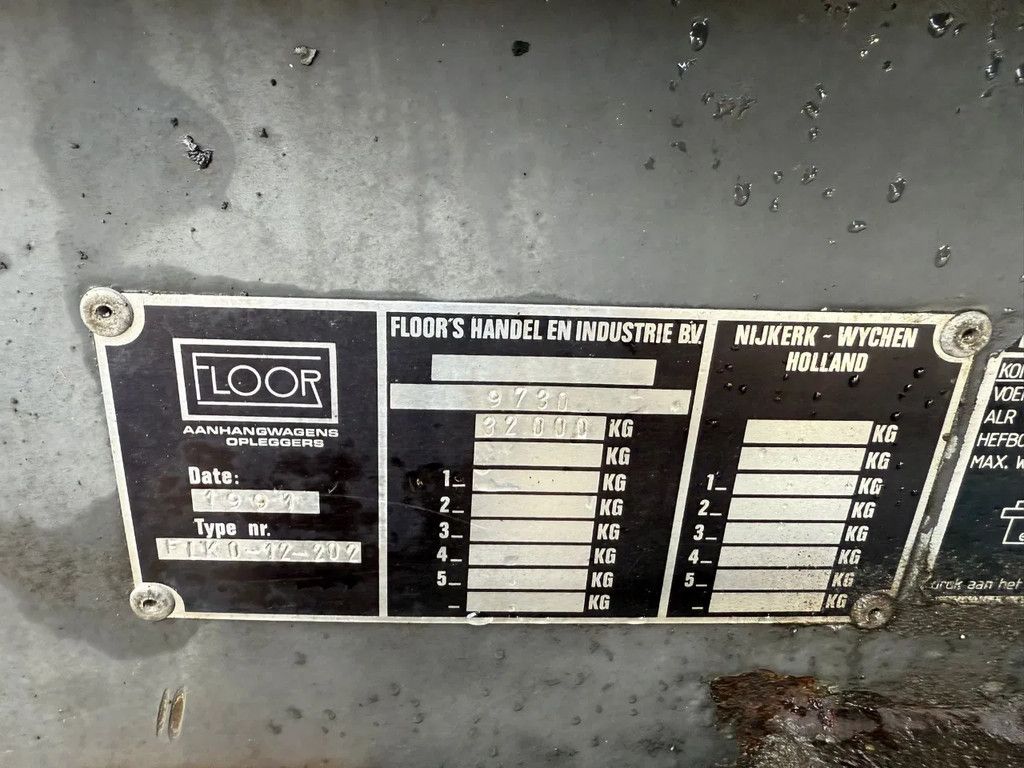 FLOOR
AANHANGWAGENS
OPLEGGERS
Date:
1991
Type nr.
FLKO-12-202
FLOOR'S HANDEL EN INDUSTRIE B.V.
9730
32000 KG
KG
1_ KG
2_ KG
3_ KG
4_ KG
5_ KG
_ KG
NIJKERK ~ WYCHEN
HOLLAND
KG
KG
1_ KG
2_ KG
3_ KG
4_ KG
5_ KG
_ KG
ALR
MAX.
aan het